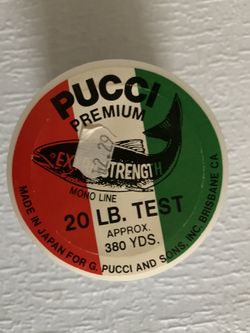 PUCCI
PREMIUM
EX STRENGTH
2.29
MONO LINE
20 LB. TEST
APPROX.
380 YDS.
MADE IN JAPAN FOR G. PUCCI AND SONS, INC. BRISBANE CA